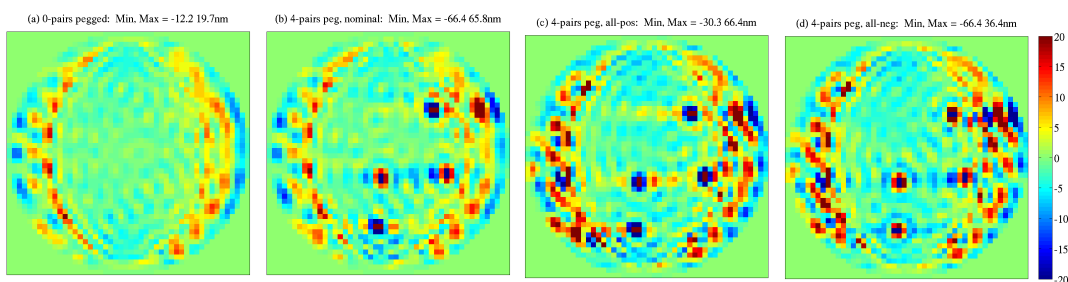 (a) 0-pairs pegged: Min, Max = -12.2 19.7nm
(b) 4-pairs peg, nominal: Min, Max = -66.4 65.8nm
(c) 4-pairs peg, all-pos: Min, Max = -30.3 66.4nm
(d) 4-pairs peg, all-neg: Min, Max = -66.4 36.4nm
20
15
10
5
0
-5
-10
-15
-20